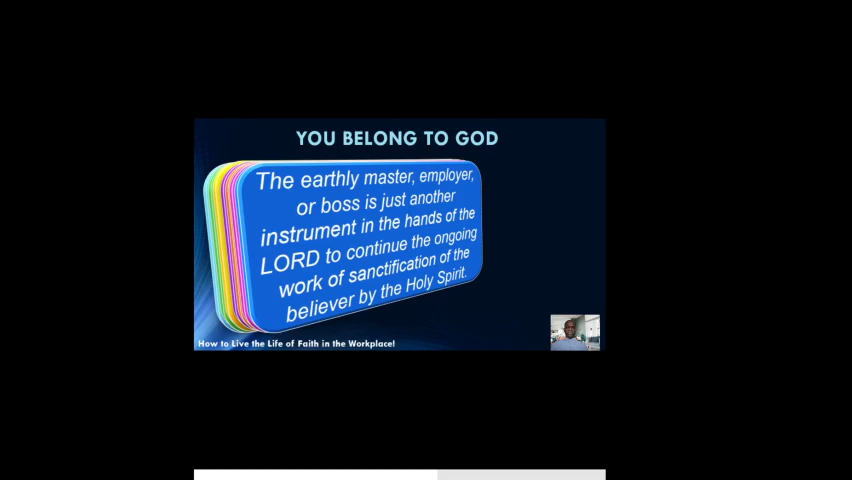 YOU BELONG TO GOD
The earthly master, employer,
or boss is just another
instrument in the hands of the
LORD to continue the ongoing
work of sanctification of the
believer by the Holy Spirit.
How to Live the Life of Faith in the Workplace!